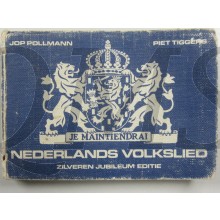 JOP POLLMANN PIET TIGGERS
JE MAINTIENDRAI
NEDERLANDS VOLKSLIED
ZILVEREN JUBILEUM EDITIE